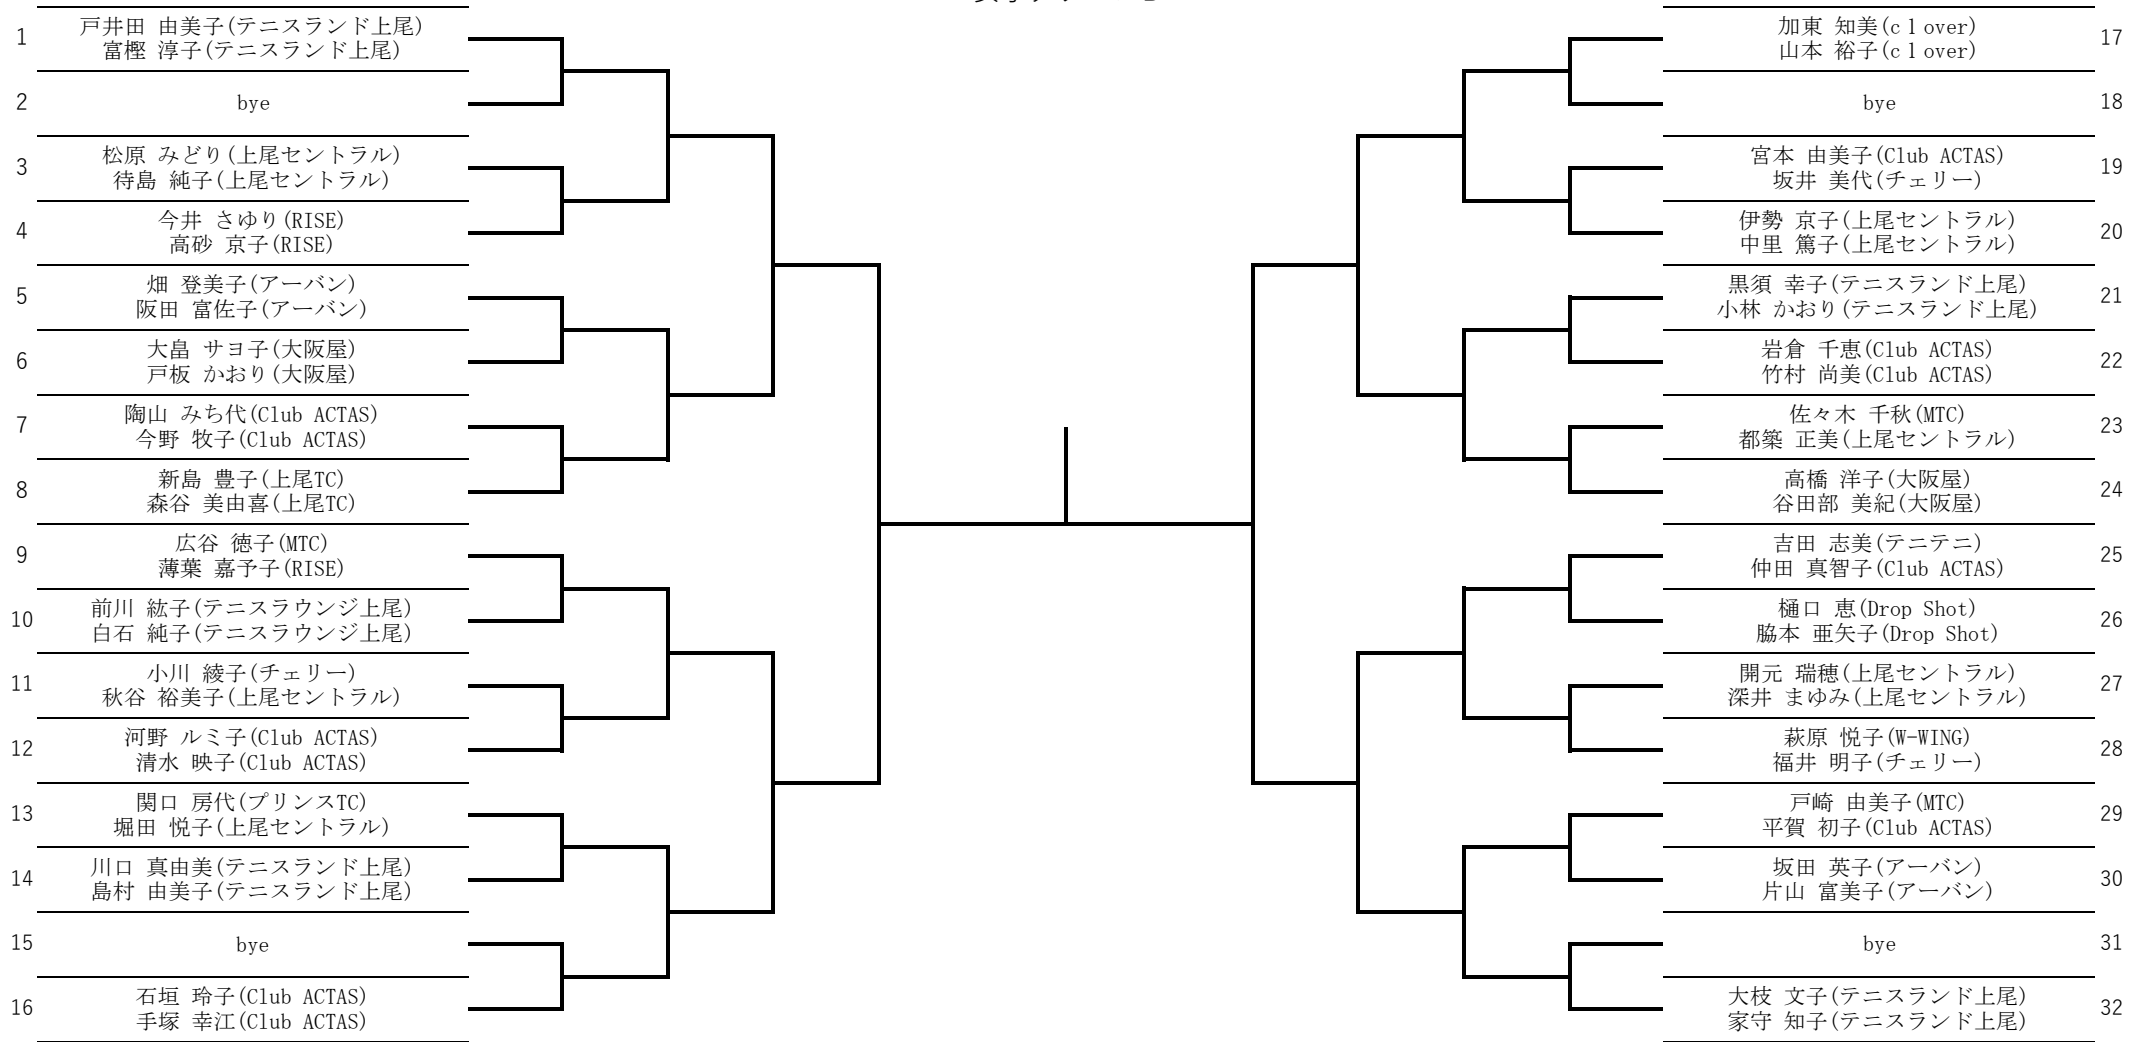 1
戸井田 由美子(テニスランド上尾)
富樫 淳子(テニスランド上尾)
2
bye
3
松原 みどり(上尾セントラル)
待島 純子(上尾セントラル)
4
今井 さゆり(RISE)
高砂 京子(RISE)
5
畑 登美子(アーバン)
阪田 富佐子(アーバン)
6
大畠 サヨ子(大阪屋)
戸板 かおり(大阪屋)
7
陶山 みち代(Club ACTAS)
今野 牧子(Club ACTAS)
8
新島 豊子(上尾TC)
森谷 美由喜(上尾TC)
9
広谷 徳子(MTC)
薄葉 嘉予子(RISE)
10
前川 紘子(テニスラウンジ上尾)
白石 純子(テニスラウンジ上尾)
11
小川 綾子(チェリー)
秋谷 裕美子(上尾セントラル)
12
河野 ルミ子(Club ACTAS)
清水 映子(Club ACTAS)
13
関口 房代(プリンスTC)
堀田 悦子(上尾セントラル)
14
川口 真由美(テニスランド上尾)
島村 由美子(テニスランド上尾)
15
bye
16
石垣 玲子(Club ACTAS)
手塚 幸江(Club ACTAS)
加東 知美(cｌover)
山本 裕子(cｌover)
17
bye
18
宮本 由美子(Club ACTAS)
坂井 美代(チェリー)
19
伊勢 京子(上尾セントラル)
中里 篤子(上尾セントラル)
20
黒須 幸子(テニスランド上尾)
小林 かおり(テニスランド上尾)
21
岩倉 千恵(Club ACTAS)
竹村 尚美(Club ACTAS)
22
佐々木 千秋(MTC)
都築 正美(上尾セントラル)
23
高橋 洋子(大阪屋)
谷田部 美紀(大阪屋)
24
吉田 志美(テニテニ)
仲田 真智子(Club ACTAS)
25
樋口 恵(Drop Shot)
脇本 亜矢子(Drop Shot)
26
開元 瑞穂(上尾セントラル)
深井 まゆみ(上尾セントラル)
27
萩原 悦子(W-WING)
福井 明子(チェリー)
28
戸崎 由美子(MTC)
平賀 初子(Club ACTAS)
29
坂田 英子(アーバン)
片山 富美子(アーバン)
30
bye
31
大枝 文子(テニスランド上尾)
家守 知子(テニスランド上尾)
32